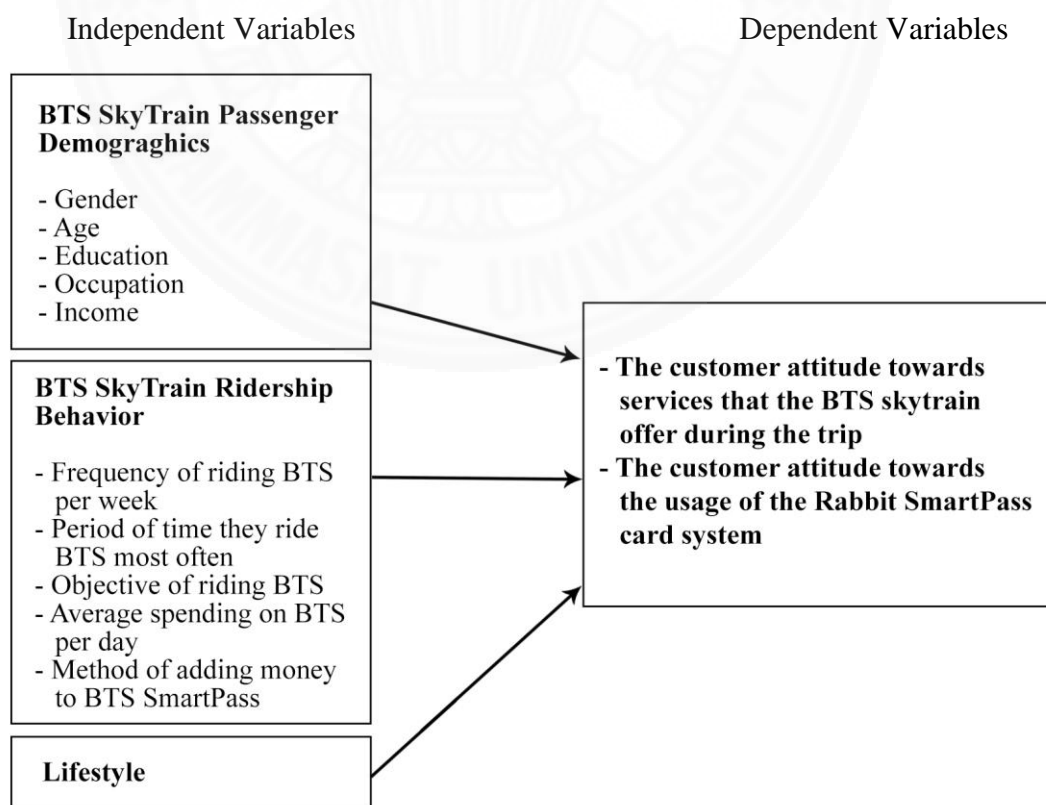 Independent Variables
Dependent Variables
BTS SkyTrain Passenger
Demograghics
- Gender
- Age
- Education
- Occupation
- Income
BTS SkyTrain Ridership
Behavior
- Frequency of riding BTS
per week
- Period of time they ride
BTS most often
- Objective of riding BTS
- Average spending on BTS
per day
- Method of adding money
to BTS SmartPass
Lifestyle
- The customer attitude towards
services that the BTS skytrain
offer during the trip
- The customer attitude towards
the usage of the Rabbit SmartPass
card system
UNIVERSITY